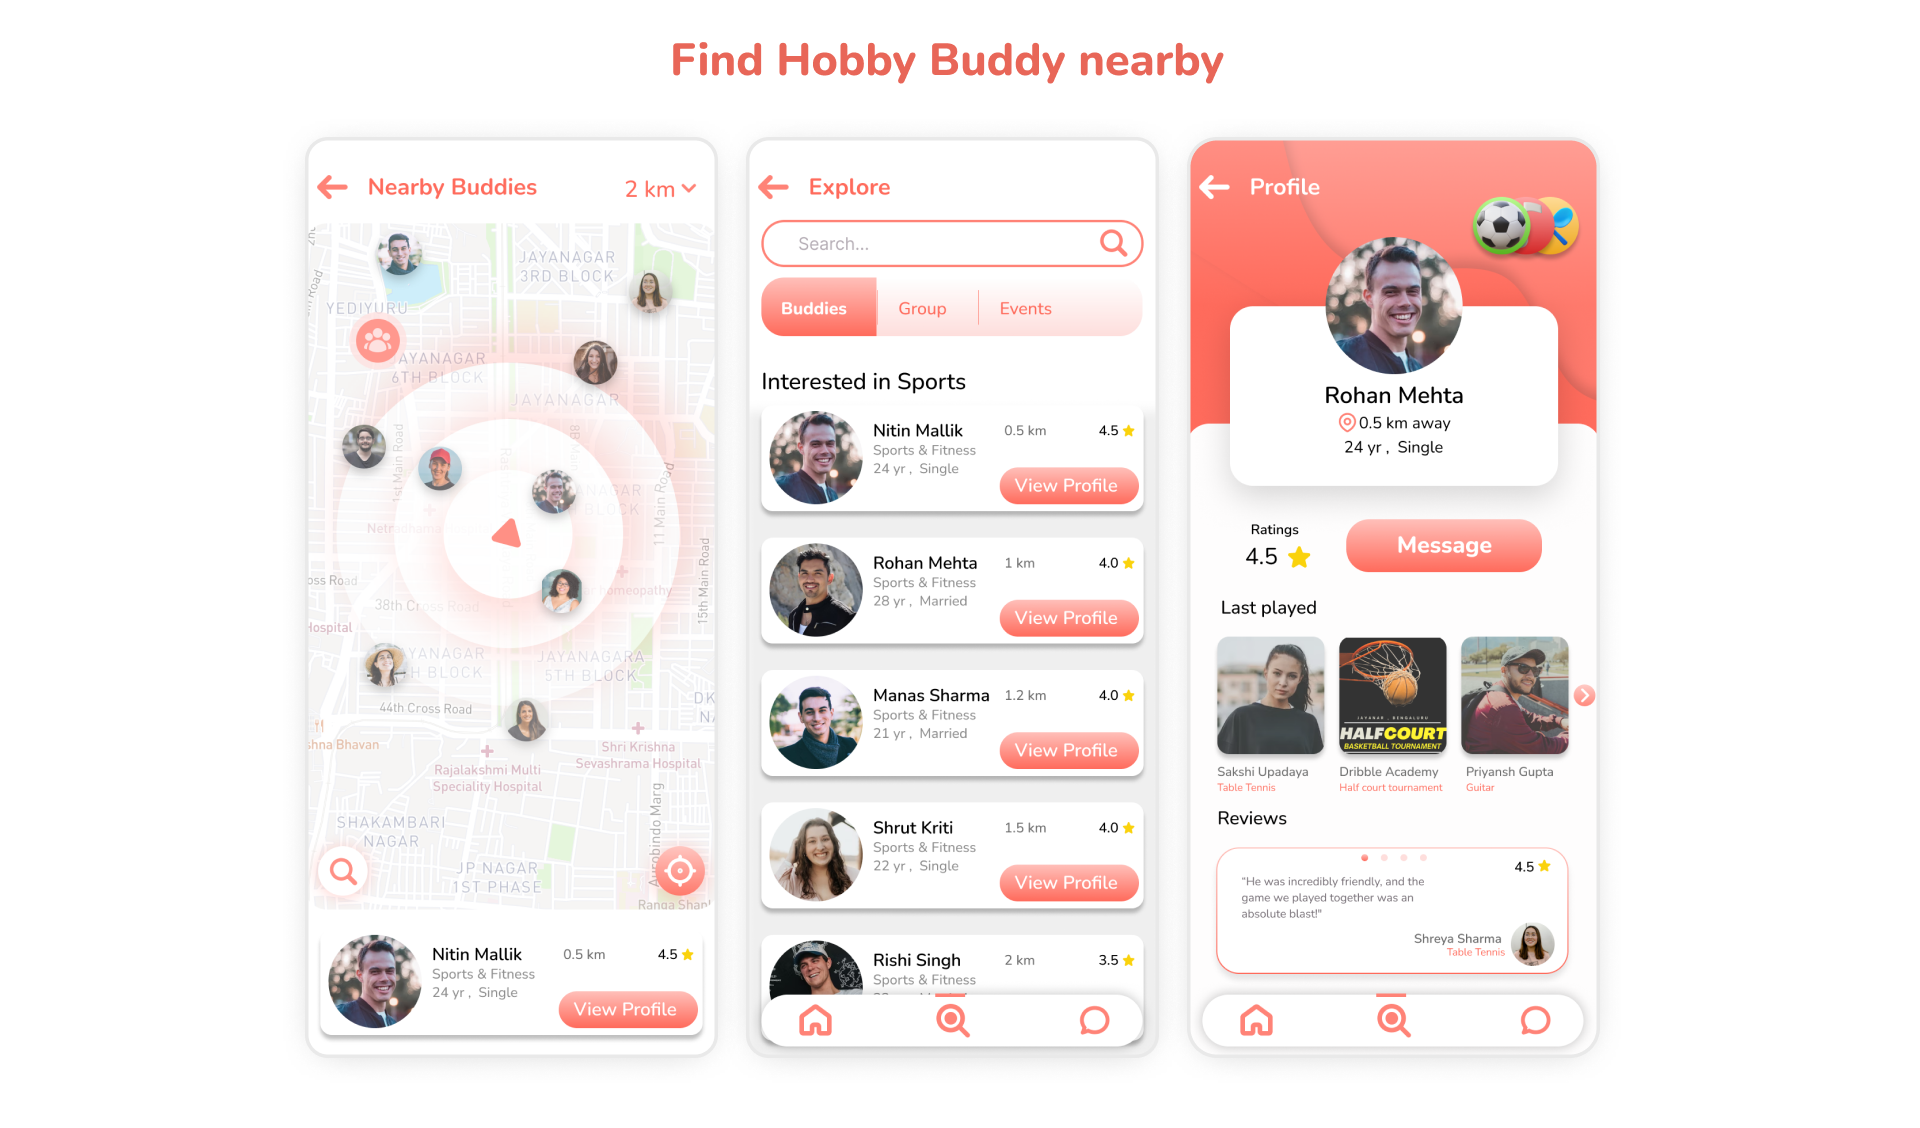 Find Hobby Buddy nearby
Nearby Buddies
2 km
JAYANAGAR
3RD BLOCK
YEDIYURU
JAYANAGAR
6TH BLOCK
JAYANAGAR
1st Main Road
11 Main Road
15th Main Road
38th Cross Road
homeopathy
Hospital
BLOCK
JAYANAGARA
5TH BLOCK
44th Cross Road
Shri Krishna
Sevashrama Hospital
Rajalakshmi Multi
Speciality Hospital
Bhavan
SHAKAMBARI
NAGAR
JP NAGAR
1ST PHASE
Aurobindo Marg
Nitin Mallik
0.5 km
4.5
Sports & Fitness
24 yr , Single
View Profile
Explore
Search...
Buddies
Group
Events
Interested in Sports
Nitin Mallik
0.5 km
4.5
Sports & Fitness
24 yr , Single
View Profile
Rohan Mehta
1 km
4.0
Sports & Fitness
28 yr , Married
View Profile
Manas Sharma
1.2 km
4.0
Sports & Fitness
21 yr , Married
View Profile
Shrut Kriti
1.5 km
4.0
Sports & Fitness
22 yr , Single
View Profile
Rishi Singh
2 km
3.5
Sports & Fitness
Profile
Rohan Mehta
0.5 km away
24 yr , Single
Ratings
4.5
Message
Last played
JAYANAR , BENGALURU
HALFCOURT
BASKETBALL TOURNAMENT
Sakshi Upadaya
Table Tennis
Dribble Academy
Half court tournament
Priyansh Gupta
Guitar
Reviews
4.5
"He was incredibly friendly, and the
game we played together was an
absolute blast!"
Shreya Sharma
Table Tennis